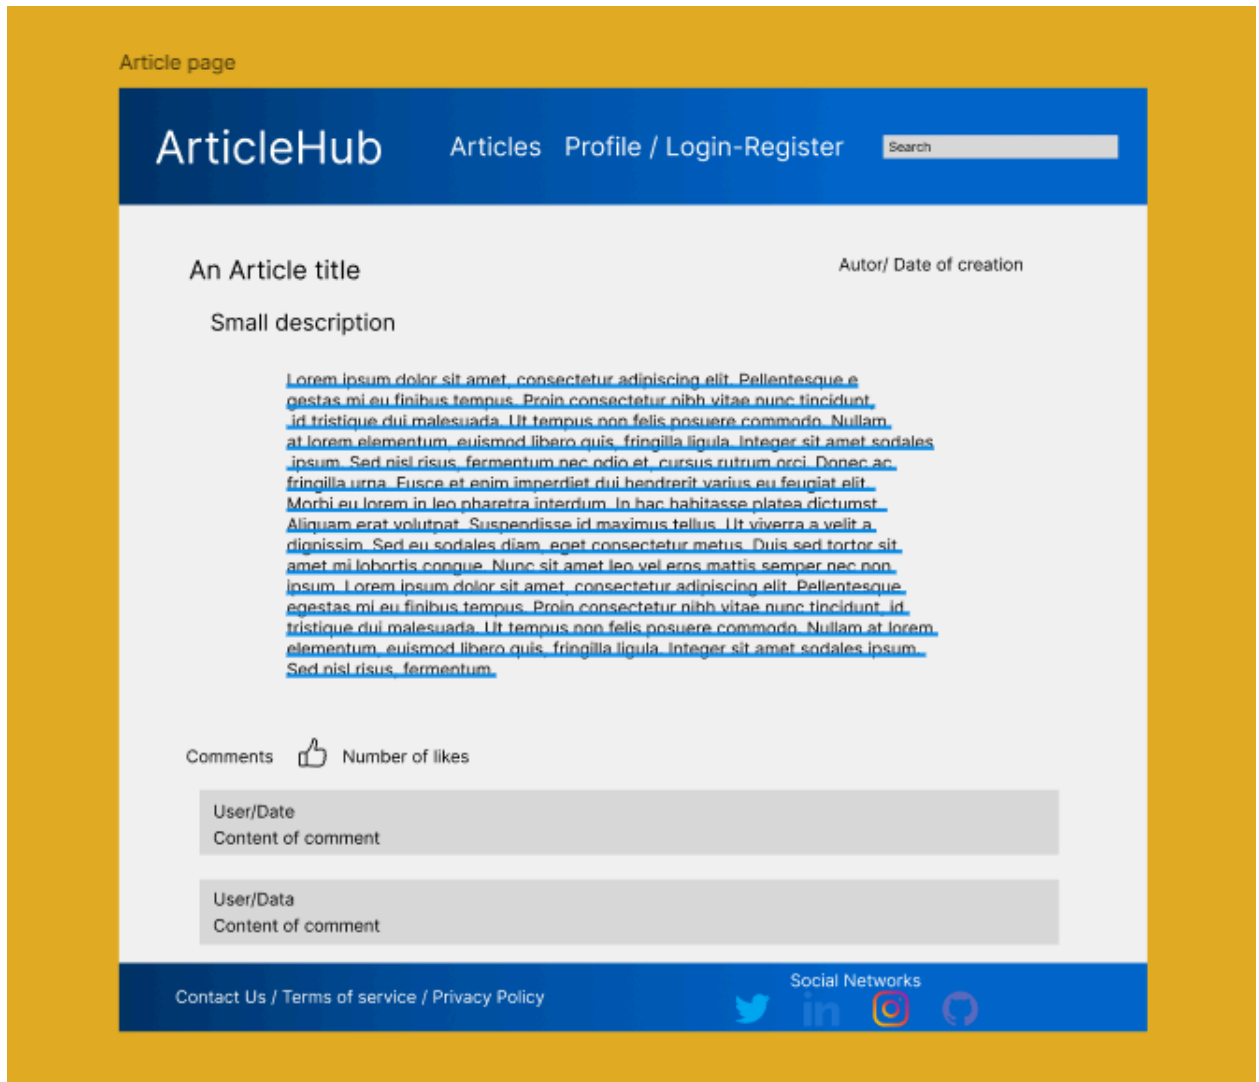 Article page
ArticleHub
Articles Profile / Login-Register
Search
An Article title
Autor/ Date of creation
Small description
Lorem ipsum dolor sit amet, consectetur adipiscing elit. Pellentesque e
gestas mi eu finibus tempus. Proin consectetur nibh vitae nunc tincidunt,
id tristique dui malesuada. Ut tempus non felis posuere commodo. Nullam
at lorem elementum, euismod libero quis, fringilla ligula. Integer sit amet sodales
ipsum. Sed nisl risus, fermentum nec odio et, cursus rutrum orci. Donec ac
fringilla urna. Fusce et enim imperdiet dui hendrerit varius eu feugiat elit.
Morbi eu lorem in leo pharetra interdum. In hac habitasse platea dictumst.
Aliquam erat volutpat. Suspendisse id maximus tellus. Ut viverra a velit a
dignissim. Sed eu sodales diam, eget consectetur metus. Duis sed tortor sit
amet mi lobortis congue. Nunc sit amet leo vel eros mattis semper nec non
ipsum. Lorem ipsum dolor sit amet, consectetur adipiscing elit. Pellentesque
egestas mi eu finibus tempus. Proin consectetur nibh vitae nunc tincidunt, id
tristique dui malesuada. Ut tempus non felis posuere commodo. Nullam at lorem
elementum, euismod libero quis, fringilla ligula. Integer sit amet sodales ipsum.
Sed nisl risus, fermentum.
Comments Number of likes
User/Date
Content of comment
User/Data
Content of comment
Contact Us / Terms of service / Privacy Policy
Social Networks
in